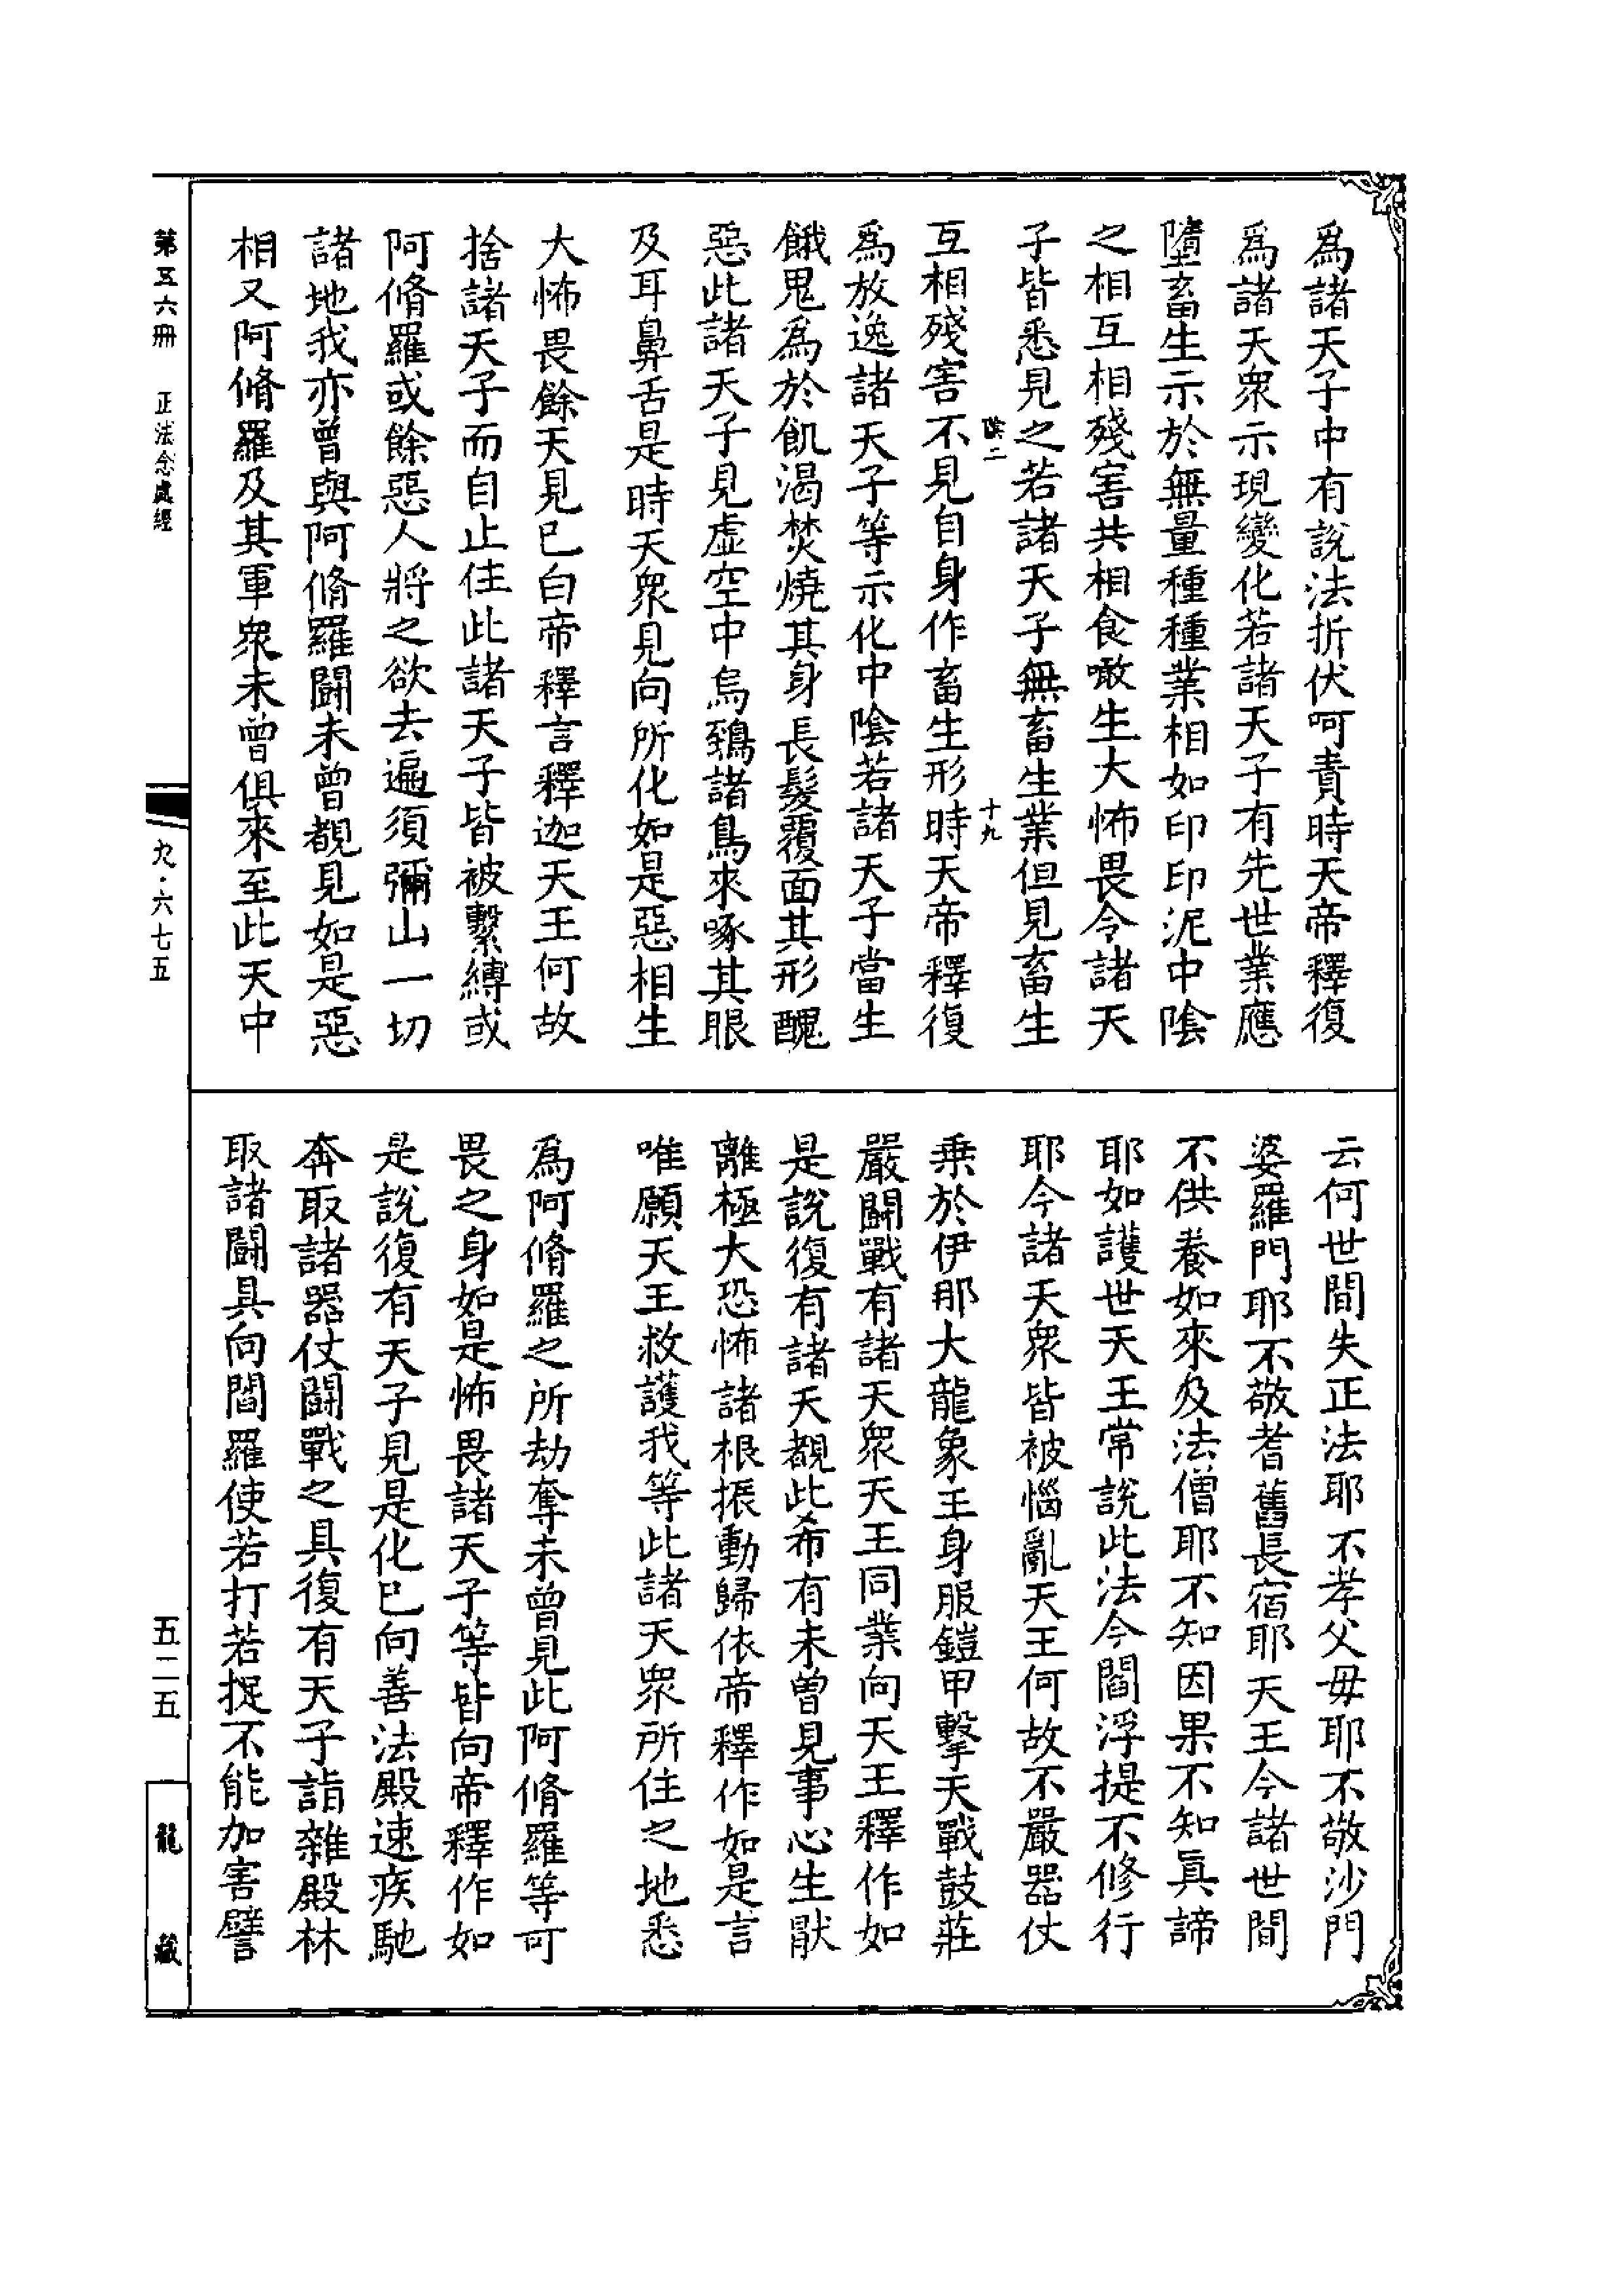 爲諸天子中有說法折伏呵責時天帝釋復
爲諸天衆示現變化若諸天子有先世業應
墮畜生示於無量種種業相如印印泥中陰
之相互相殘害共相食噉生大怖畏令諸天
子皆悉見之若諸天子無畜生業但見畜生
十九
互相殘害不見自身作畜生形時天帝釋復
爲放逸諸天子等示化中陰若諸天子當生
餓鬼爲於飢渴焚燒其身長髮覆面其形醜
惡此諸天子見虛空中烏鵄諸鳥來啄其眼
及耳鼻舌是時天衆見向所化如是惡相生
大怖畏餘天見已白帝釋言釋迦天王何故
捨諸天子而自止住此諸天子皆被繫縛或
阿脩羅或餘惡人將之欲去遍須彌山一切
諸地我亦曾與阿脩羅鬬未曾覩見如是惡
相又阿脩羅及其軍衆未曾俱來至此天中
云何世間失正法耶不孝父毋耶不敬沙門
婆羅門耶不敬耆舊長宿耶天王今諸世間
不供養如來及法僧耶不知因果不知眞諦
耶如護世天王常說此法今閻浮提不修行
耶今諸天衆皆被惱亂天王何故不嚴器仗
乗於伊那大龍象王身服鎧甲擊天戰鼓莊
嚴鬬戰有諸天衆天王同業向天王釋作如
是說復有諸天覩此希有未曾見事心生厭
離極大恐怖諸根振動歸依帝釋作如是言
唯願天王救護我等此諸天衆所住之地悉
爲阿脩羅之所劫奪未曾見此阿脩羅等可
畏之身如是怖畏諸天子等皆向帝釋作如
是說復有天子見是化已向善法殿速疾馳
奔取諸器仗鬬戰之具復有天子詣雜殿林
取諸鬬具向閻羅使若打若捉不能加害譬
第五六冊 正法念處經
九·六七五
五二五
龍藏